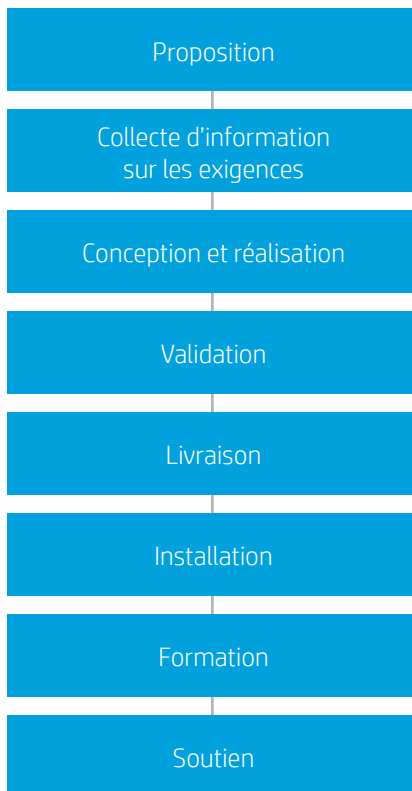 Proposition
Collecte d’information
sur les exigences
Conception et réalisation
Validation
Livraison
Installation
Formation
Soutien